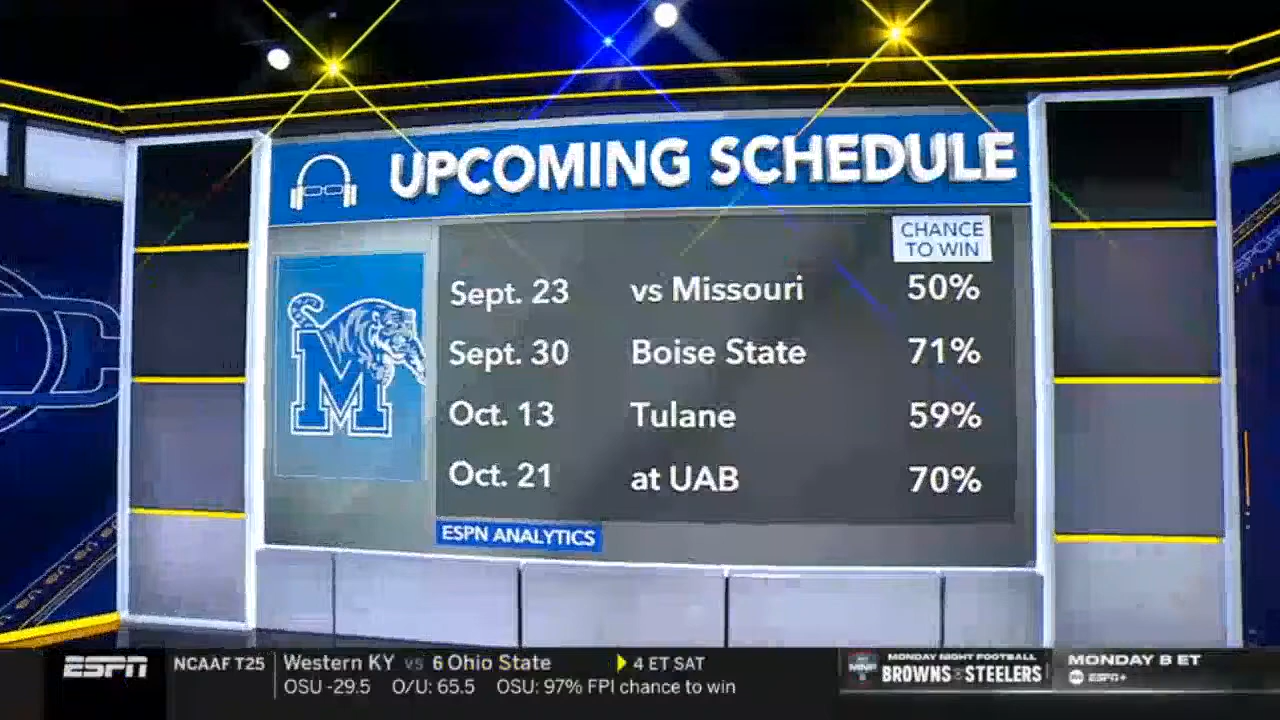 UPCOMING SCHEDULE
CHANCE
TO WIN
Sept. 23 vs Missouri 50%
Sept. 30 Boise State 71%
Oct. 13 Tulane 59%
Oct. 21 at UAB 70%
M
ESPN ANALYTICS
ESPN NCAAF T25 Western KY vs 6 Ohio State 4 ET SAT
OSU -29.5 O/U: 65.5 OSU: 97% FPI chance to win
MONDAY NIGHT FOOTBALL
BROWNS STEELERS
MONDAY 8 ET
ESPN+